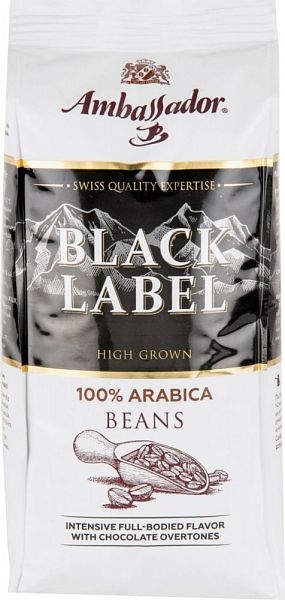 Ambassador®
• SWISS QUALITY EXPERTISE •
BLACK
LABEL
HIGH GROWN
100% ARABICA
BEANS
INTENSIVE FULL-BODIED FLAVOR
WITH CHOCOLATE OVERTONES